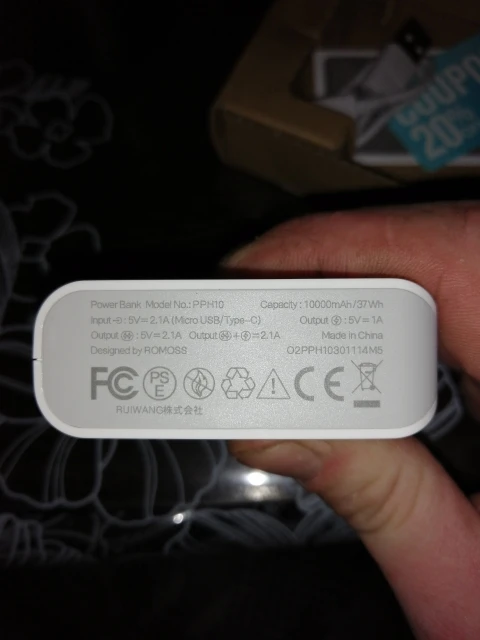 Power Bank Model No.: PPH10 Capacity: 10000mAh/37Wh
Input: 5V⎓2.1A (Micro USB/Type-C) Output: 5V⎓1A
Output: 5V⎓2.1A Output + ⎓2.1A Made in China
Designed by ROMOSS O2PPH10301114M5
FC PSE CE
RUIWANG株式会社
COUPO
20%